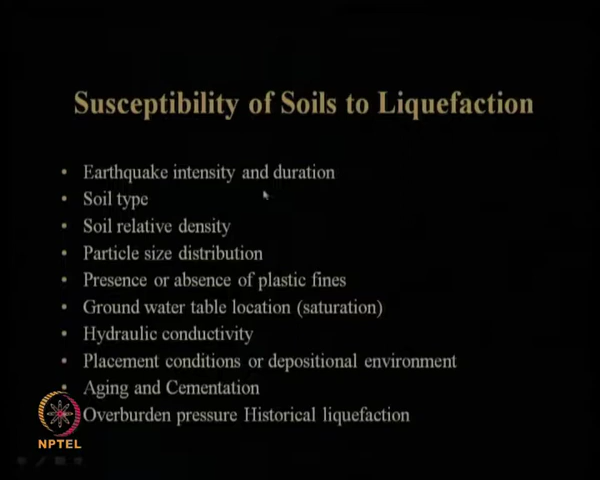 Susceptibility of Soils to Liquefaction
• Earthquake intensity and duration
• Soil type
• Soil relative density
• Particle size distribution
• Presence or absence of plastic fines
• Ground water table location (saturation)
• Hydraulic conductivity
• Placement conditions or depositional environment
• Aging and Cementation
Overburden pressure Historical liquefaction
NPTEL